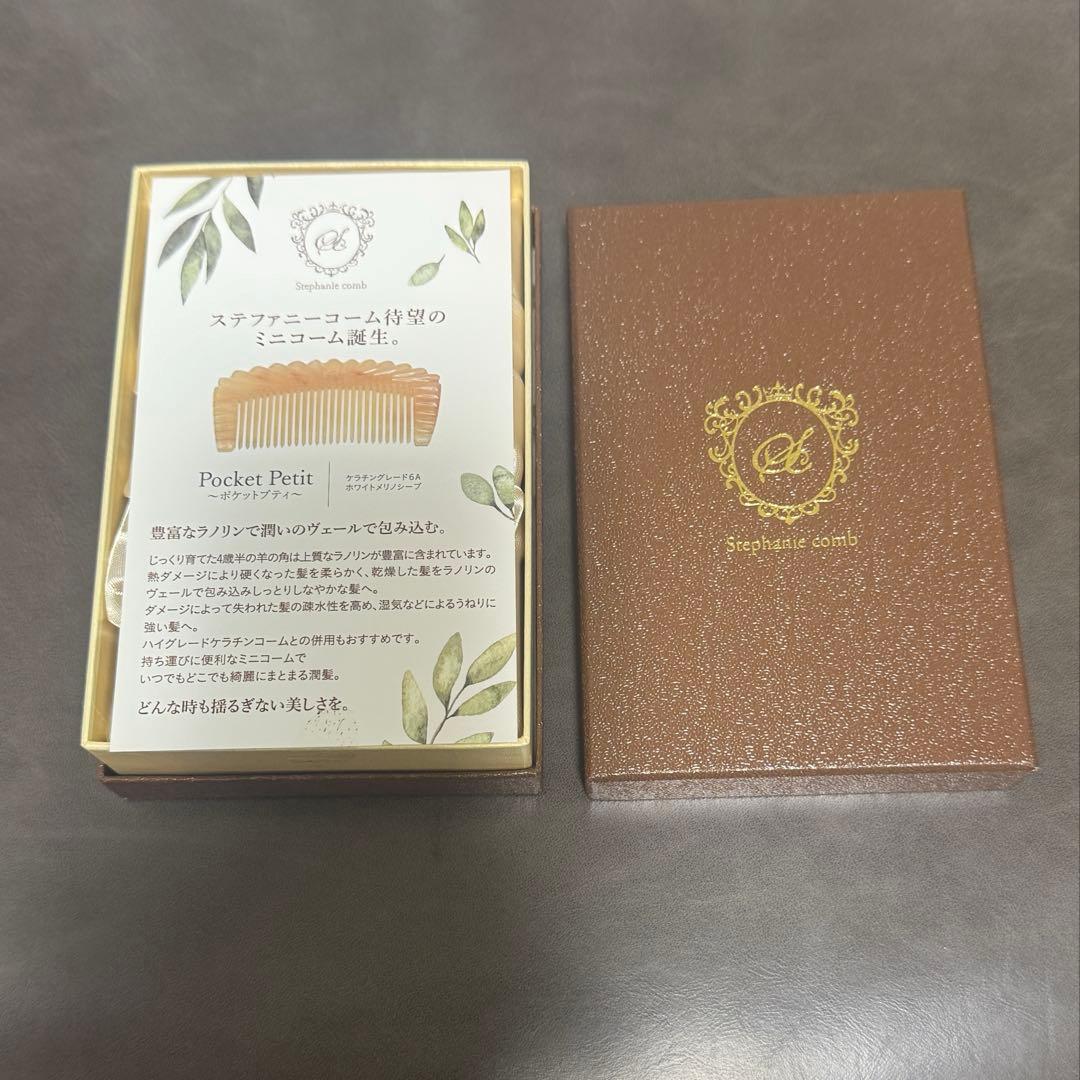 Sc
Stephanie comb
ステファニーコーム待望の
ミニコーム誕生。
Pocket Petit
～ポケットプティ～
ケラチングレード6A
ホワイトメリノシープ
豊富なラノリンで潤いのヴェールで包み込む。
じっくり育てた4歳半の羊の角は上質なラノリンが豊富に含まれています。
熱ダメージにより硬くなった髪を柔らかく、乾燥した髪をラノリンの
ヴェールで包み込みしっとりしなやかな髪へ。
ダメージによって失われた髪の疎水性を高め、湿気などによるうねりに
強い髪へ。
ハイグレードケラチンコームとの併用もおすすめです。
持ち運びに便利なミニコームで
いつでもどこでも綺麗にまとまる潤髪。
どんな時も揺るぎない美しさを。
Sc
Stephanie comb